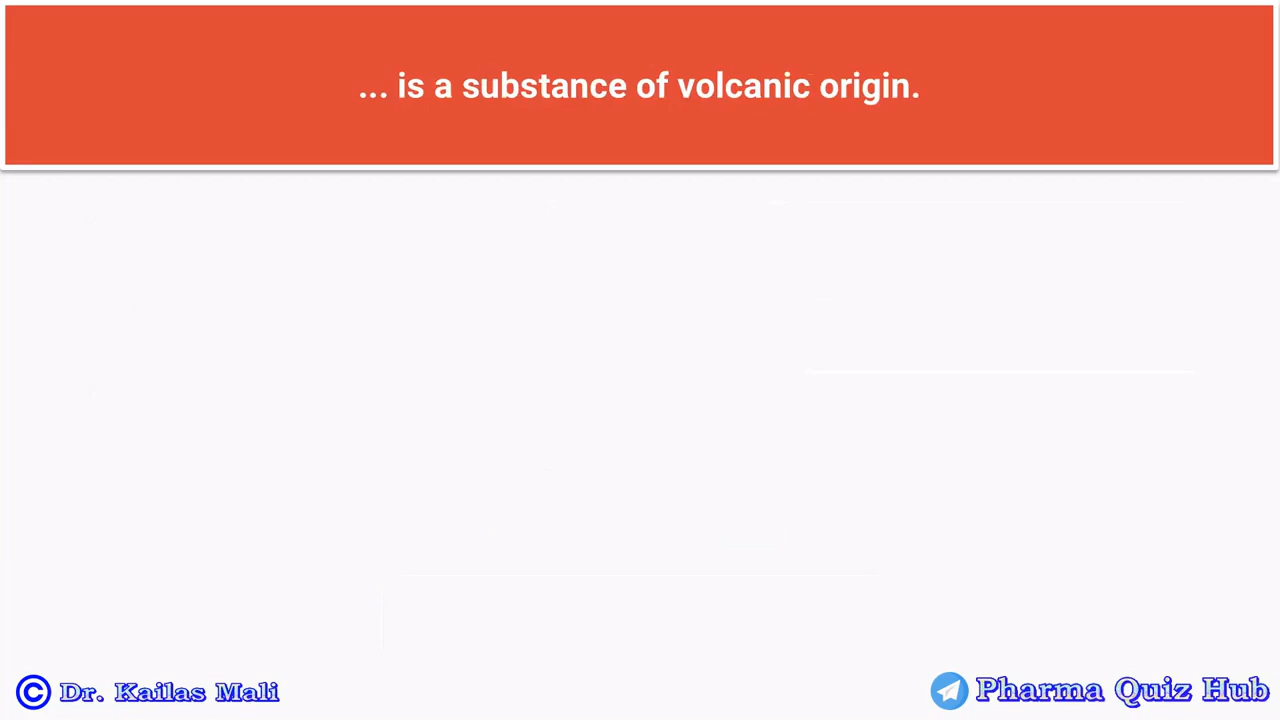 ... is a substance of volcanic origin.
© Dr. Kailas Mali
Pharma Quiz Hub